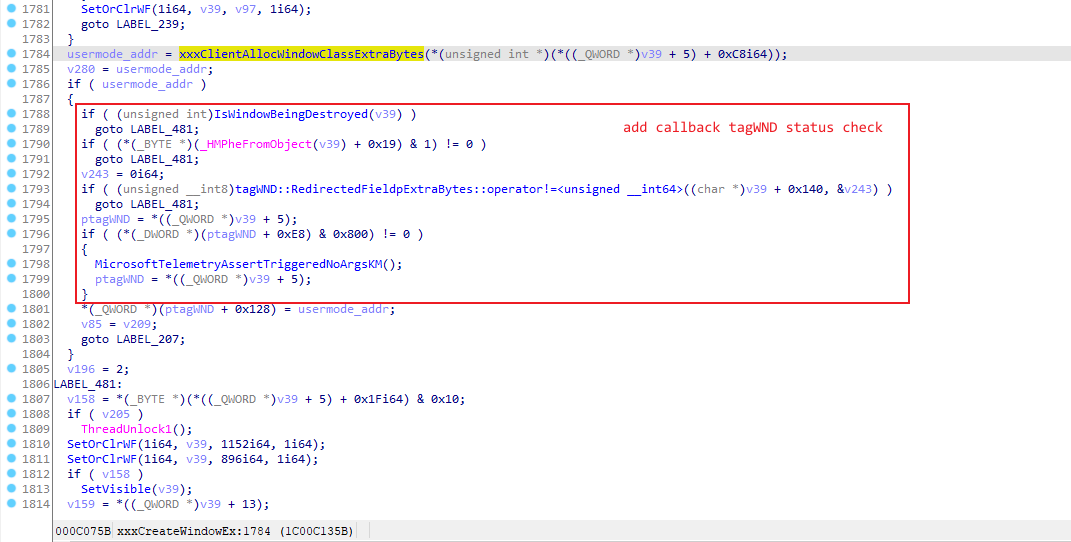 1781 SetOrClrWF(1i64, v39, v97, 1i64);
1782 goto LABEL_239;
1783 }
1784 usermode_addr = xxxClientAllocWindowClassExtraBytes(*(unsigned int *)(*((_QWORD *)v39 + 5) + 0xC8i64));
1785 v280 = usermode_addr;
1786 if ( usermode_addr )
1787 {
1788 if ( (unsigned int)IsWindowBeingDestroyed(v39) )
1789 goto LABEL_481;
add callback tagWND status check
1790 if ( (*(_BYTE *)(_HMPheFromObject(v39) + 0x19) & 1) != 0 )
1791 goto LABEL_481;
1792 v243 = 0i64;
1793 if ( (unsigned __int8)tagWND::RedirectedFieldpExtraBytes::operator!=<unsigned __int64>((char *)v39 + 0x140, &v243) )
1794 goto LABEL_481;
1795 ptagWND = *((_QWORD *)v39 + 5);
1796 if ( (*(_DWORD *)(ptagWND + 0xE8) & 0x800) != 0 )
1797 {
1798 MicrosoftTelemetryAssertTriggeredNoArgsKM();
1799 ptagWND = *((_QWORD *)v39 + 5);
1800 }
1801 *(_QWORD *)(ptagWND + 0x128) = usermode_addr;
1802 v85 = v209;
1803 goto LABEL_207;
1804 }
1805 v196 = 2;
1806 LABEL_481:
1807 v158 = *(_BYTE *)(*((_QWORD *)v39 + 5) + 0x1Fi64) & 0x10;
1808 if ( v205 )
1809 ThreadUnlock1();
1810 SetOrClrWF(1i64, v39, 1152i64, 1i64);
1811 SetOrClrWF(1i64, v39, 896i64, 1i64);
1812 if ( v158 )
1813 SetVisible(v39);
1814 v159 = *((_QWORD *)v39 + 13);
000C075B xxxCreateWindowEx:1784 (1C00C135B)